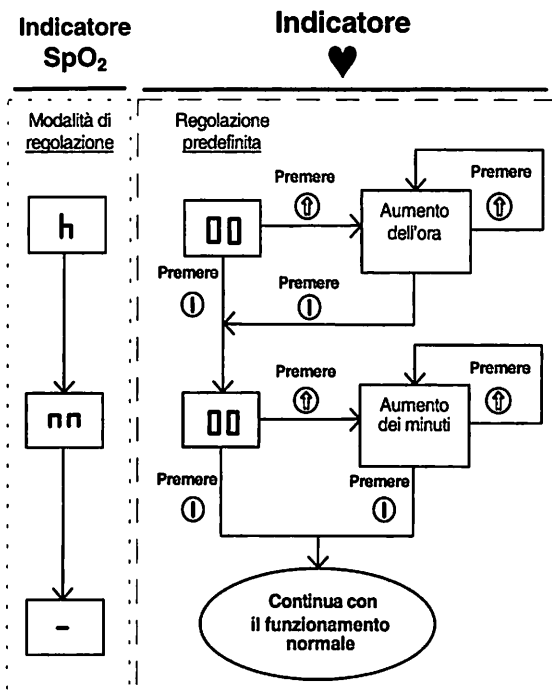 Indicatore
SpO₂
Indicatore
♥
Modalità di
regolazione
Regolazione
predefinita
h
00
Premere
⇧
Aumento
dell'ora
Premere
⇧
Premere
Premere
nn
00
Premere
⇧
Aumento
dei minuti
Premere
⇧
Premere
Premere
-
Continua con
il funzionamento
normale